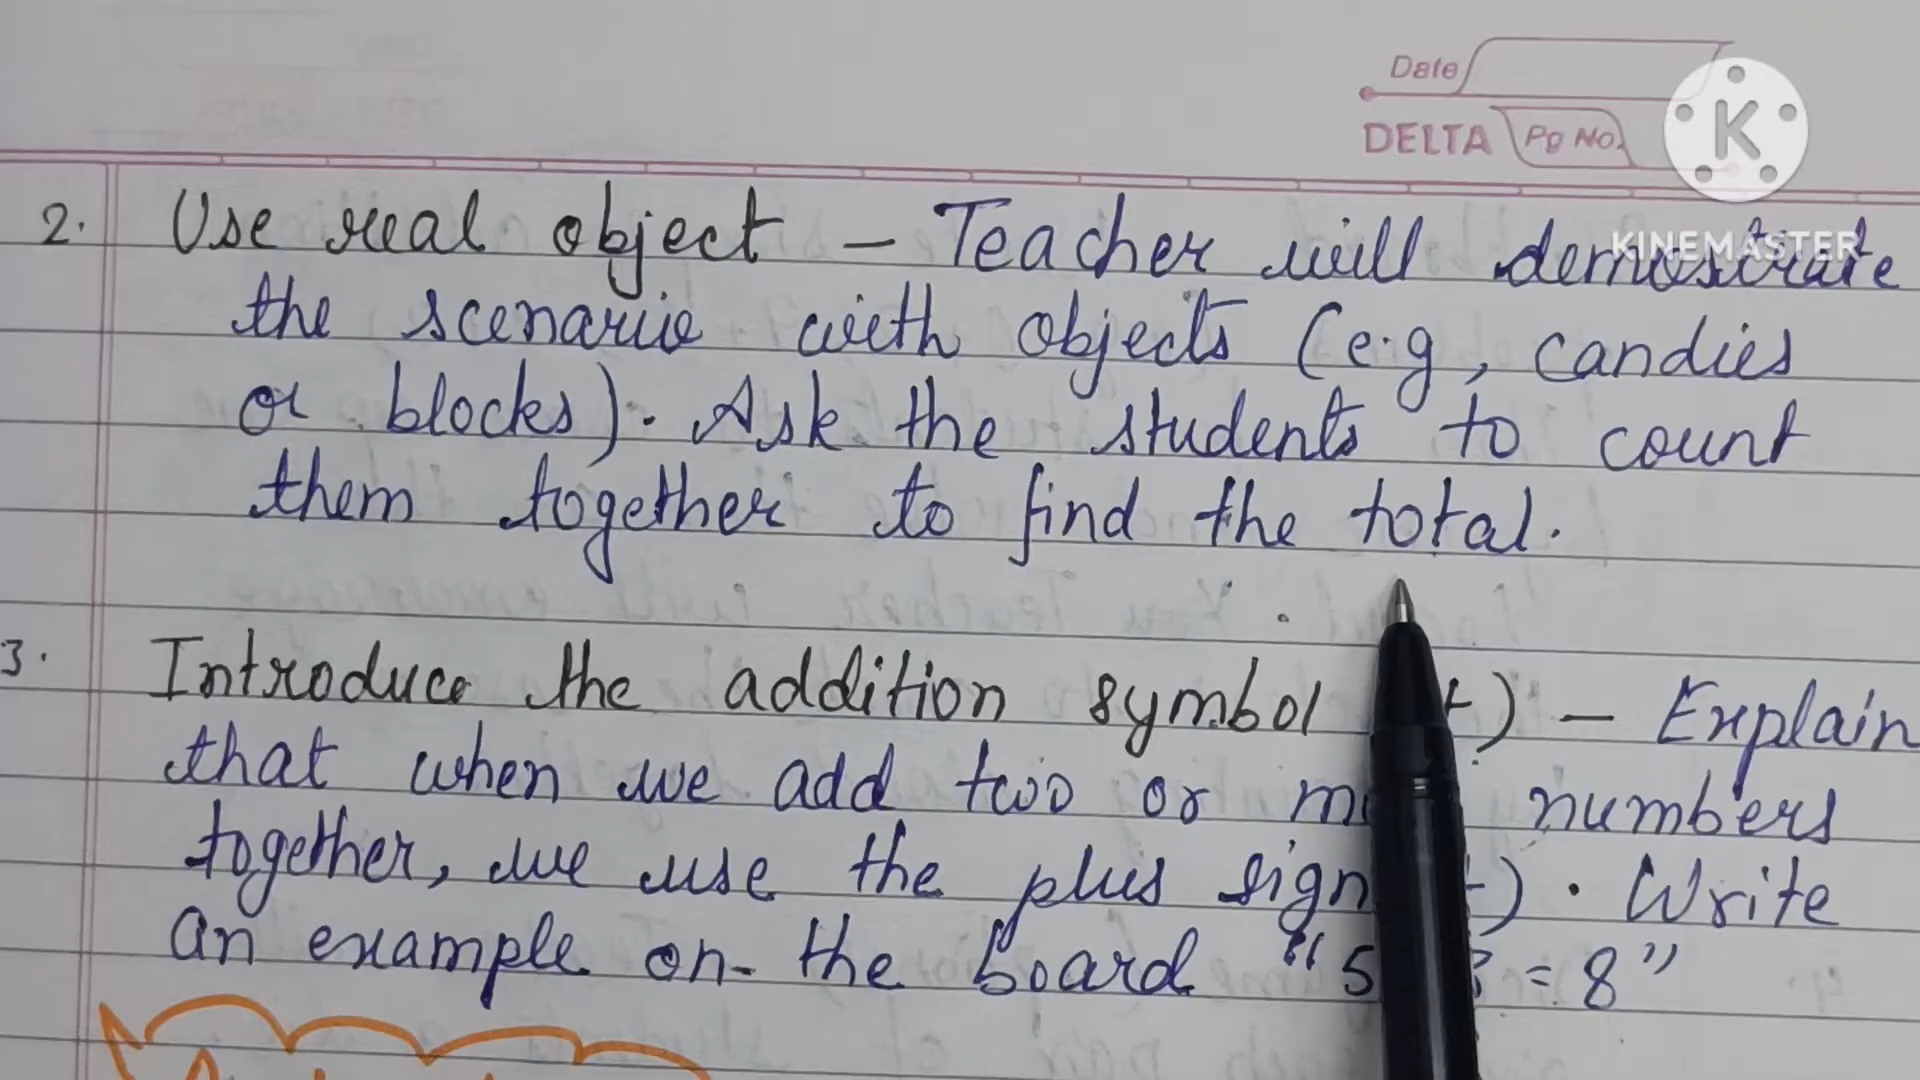 Date
DELTA Pg No.
K
KINEMASTER
2. Use real object - Teacher will demostrate
the scenario with objects (e.g, candies
or blocks). Ask the students to count
them together to find the total.
3. Introduce the addition symbol +) - Explain
that when we add two or numbers
together, we use the plus sign ). Write
an example on the board "5 = 8"